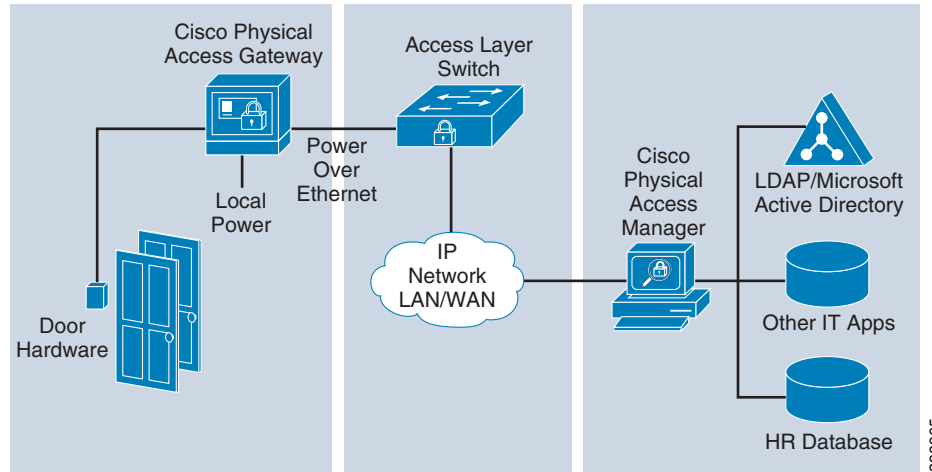 Cisco Physical
Access Gateway
Access Layer
Switch
Power
Over
Ethernet
Local
Power
Cisco
Physical
Access
Manager
LDAP/Microsoft
Active Directory
IP
Network
LAN/WAN
Other IT Apps
Door
Hardware
HR Database